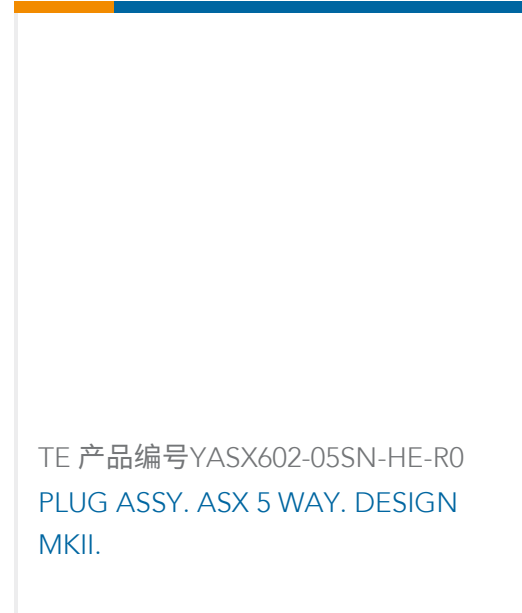 TE 产品编号YASX602-05SN-HE-R0
PLUG ASSY. ASX 5 WAY. DESIGN
MKII.